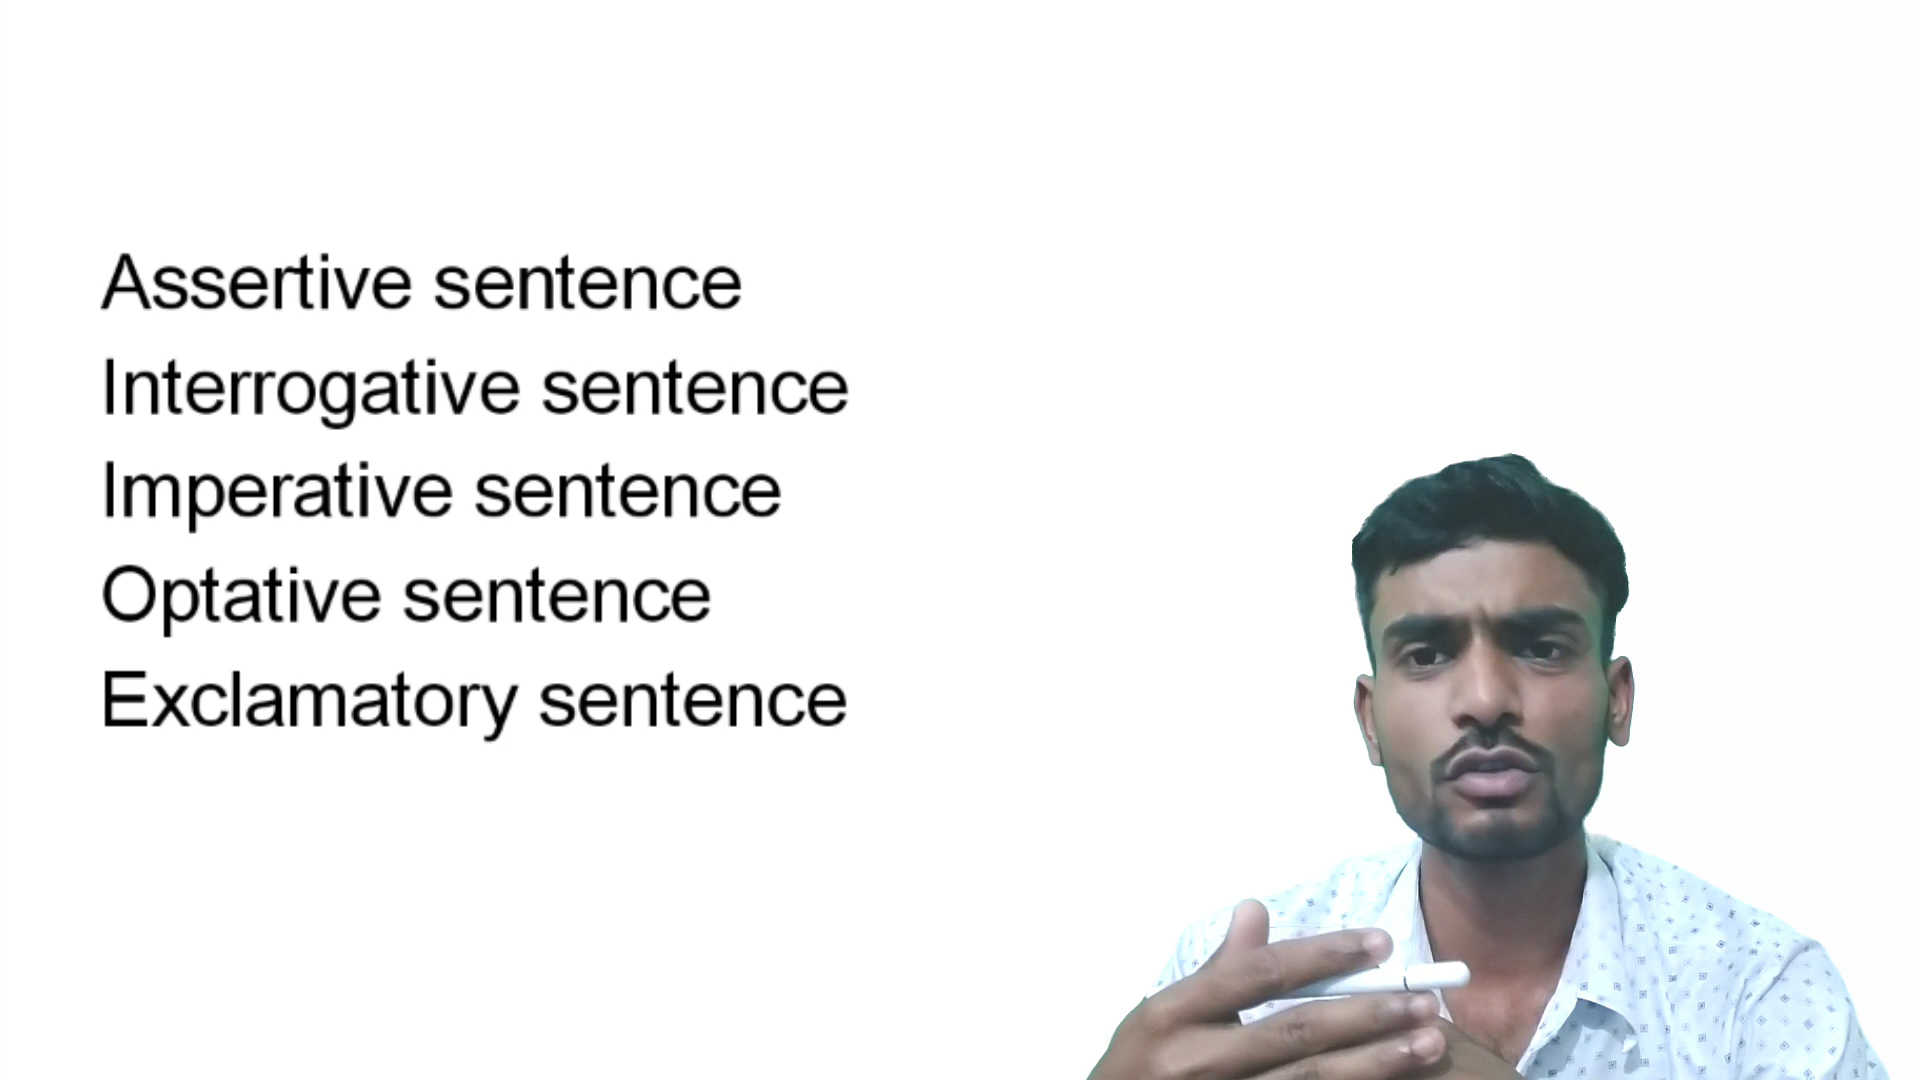 Assertive sentence
Interrogative sentence
Imperative sentence
Optative sentence
Exclamatory sentence